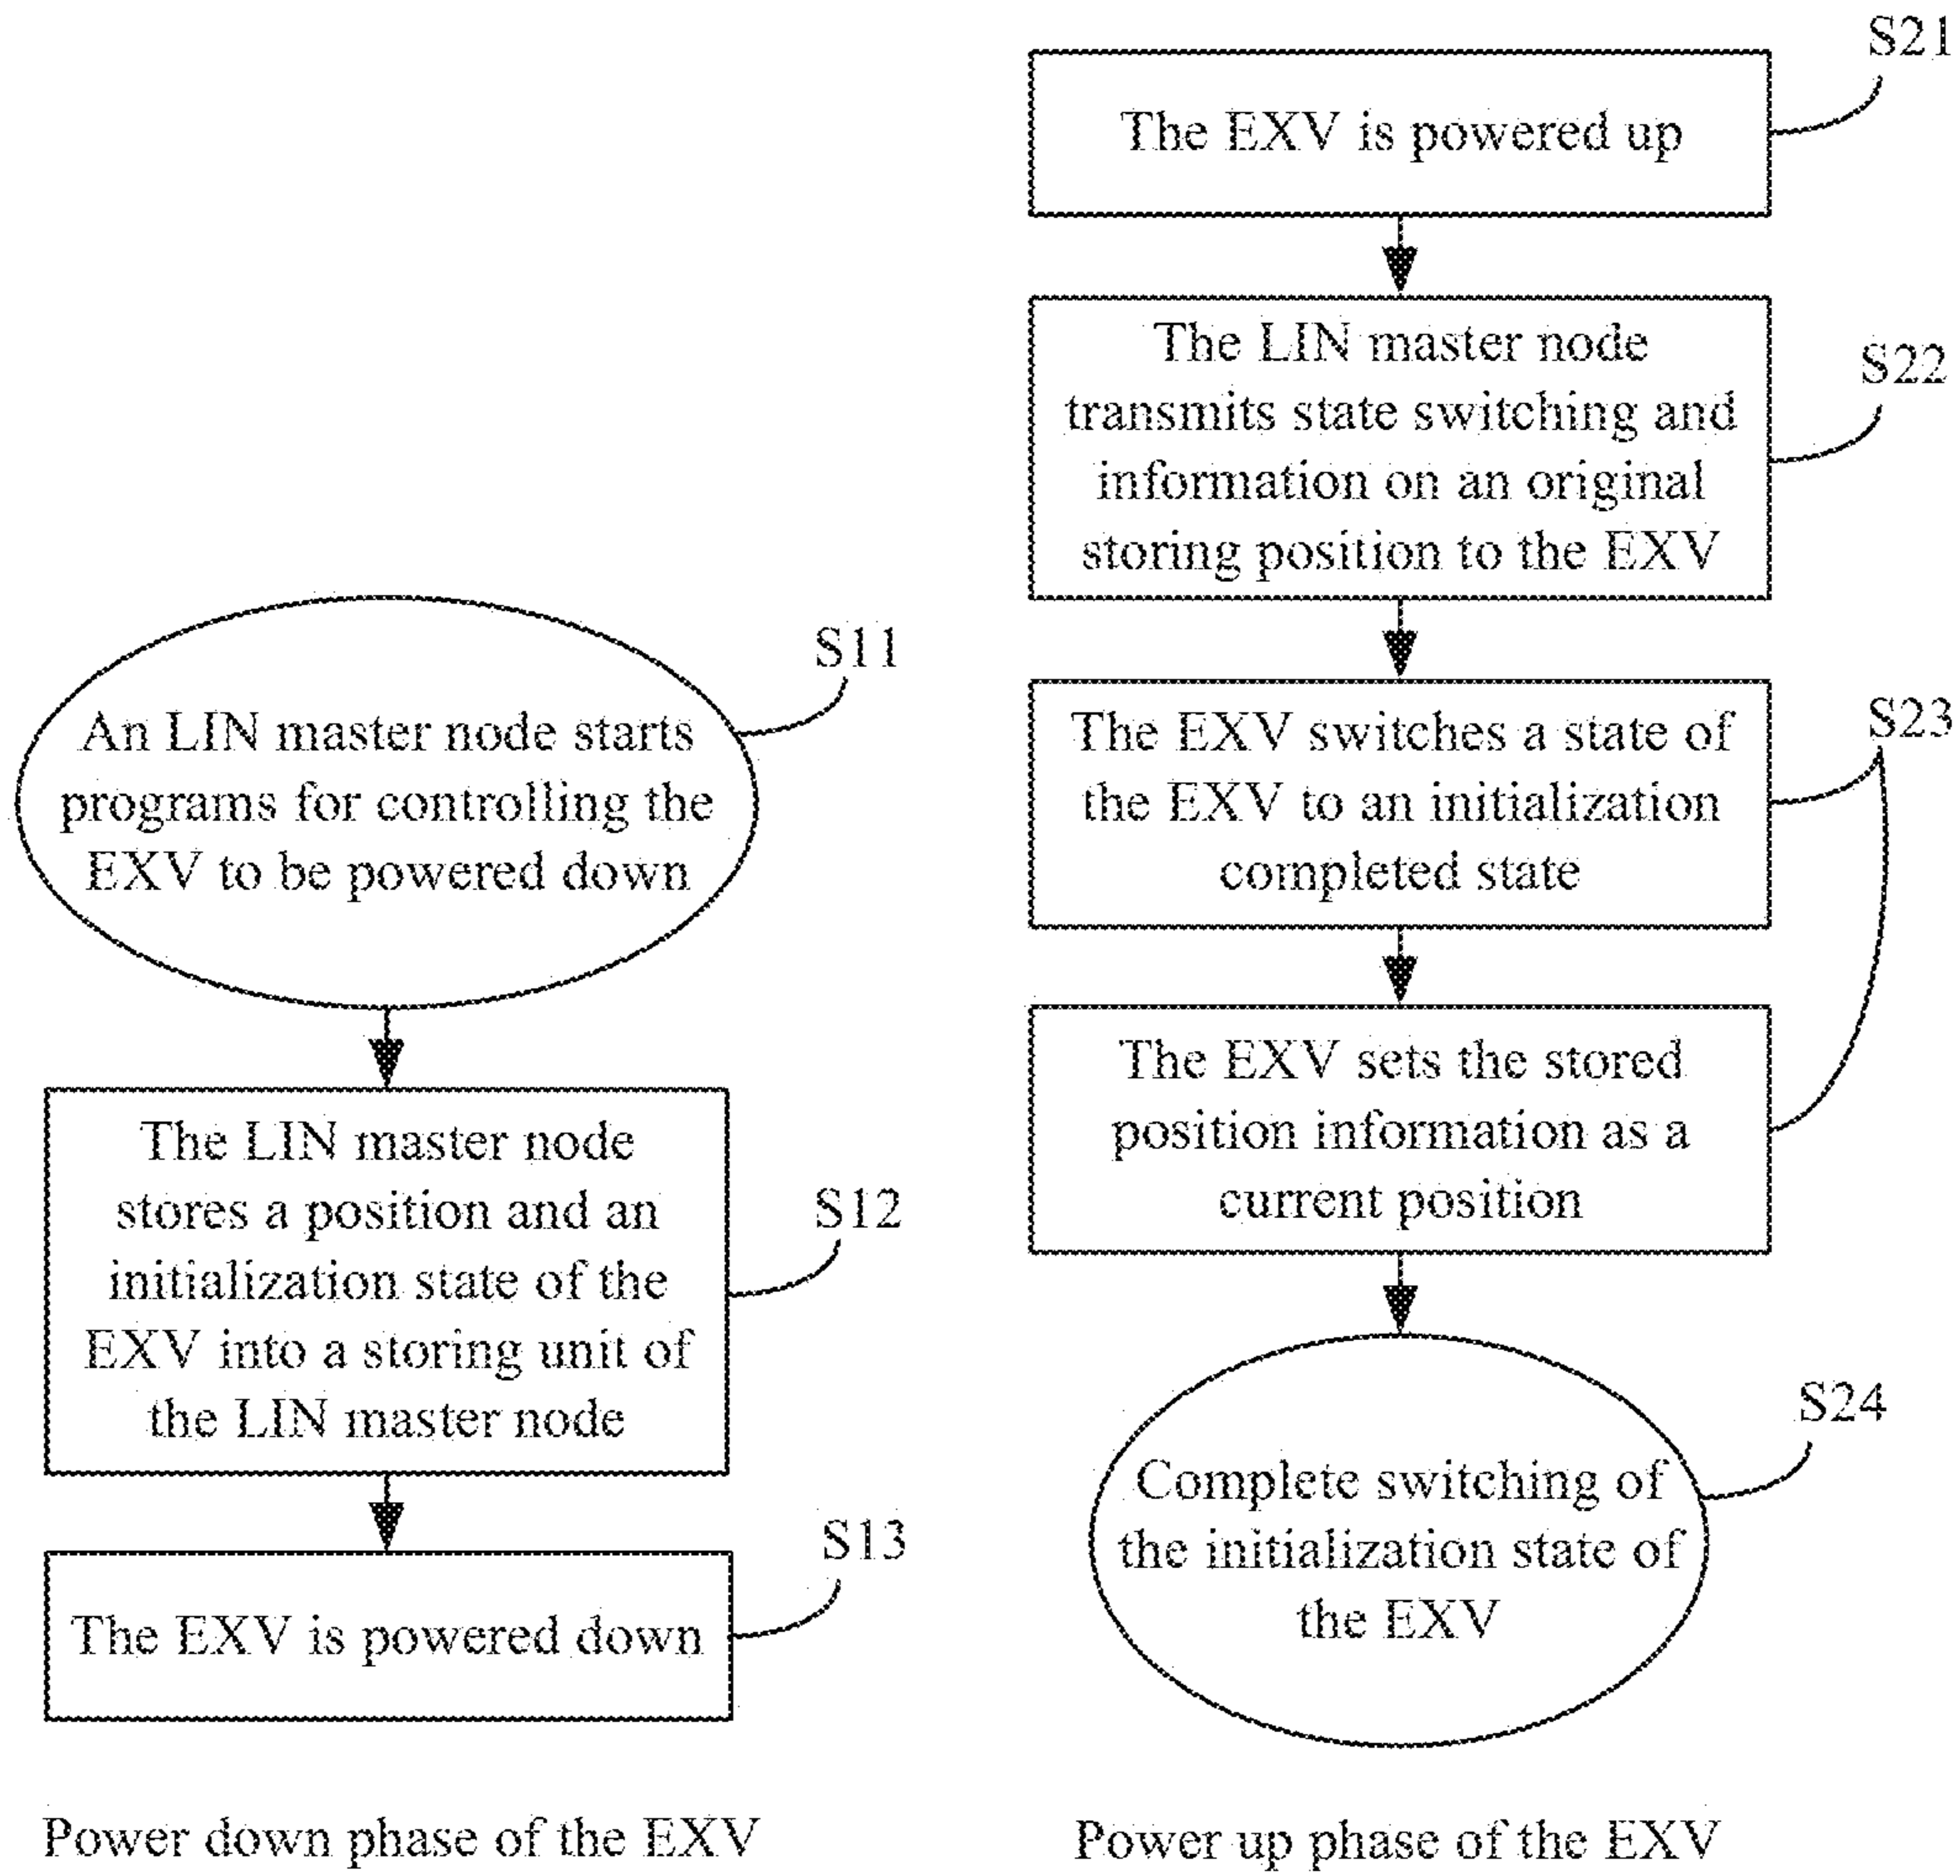 S11
An LIN master node starts
programs for controlling the
EXV to be powered down
S12
The LIN master node
stores a position and an
initialization state of the
EXV into a storing unit of
the LIN master node
S13
The EXV is powered down
Power down phase of the EXV
S21
The EXV is powered up
S22
The LIN master node
transmits state switching and
information on an original
storing position to the EXV
S23
The EXV switches a state of
the EXV to an initialization
completed state
The EXV sets the stored
position information as a
current position
S24
Complete switching of
the initialization state of
the EXV
Power up phase of the EXV